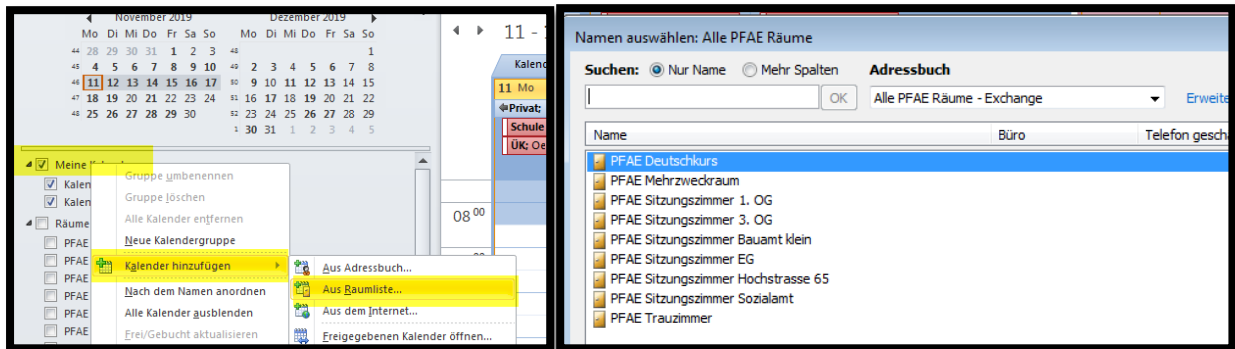 November 2019
Dezember 2019
Mo Di Mi Do Fr Sa So
Mo Di Mi Do Fr Sa So
44 28 29 30 31 1 2 3
48 1
45 4 5 6 7 8 9 10
49 2 3 4 5 6 7 8
46 11 12 13 14 15 16 17
50 9 10 11 12 13 14 15
47 18 19 20 21 22 23 24
51 16 17 18 19 20 21 22
48 25 26 27 28 29 30
52 23 24 25 26 27 28 29
1 30 31 1 2 3 4 5
Meine
Kalen
Kalen
Räume
PFAE
PFAE
PFAE
PFAE
PFAE
PFAE
Gruppe umbenennen
Gruppe löschen
Alle Kalender entfernen
Neue Kalendergruppe
Kalender hinzufügen
Nach dem Namen anordnen
Alle Kalender ausblenden
Frei/Gebucht aktualisieren
Aus Adressbuch...
Aus Raumliste...
Aus dem Internet...
Freigegebenen Kalender öffnen...
11 -
Kalen
11 Mo
Privat;
Schule
ÜK; Oe
08 00
Namen auswählen: Alle PFAE Räume
Suchen: Nur Name Mehr Spalten Adressbuch
OK Alle PFAE Räume - Exchange Erweite
Name Büro Telefon gesch
PFAE Deutschkurs
PFAE Mehrzweckraum
PFAE Sitzungszimmer 1. OG
PFAE Sitzungszimmer 3. OG
PFAE Sitzungszimmer Bauamt klein
PFAE Sitzungszimmer EG
PFAE Sitzungszimmer Hochstrasse 65
PFAE Sitzungszimmer Sozialamt
PFAE Trauzimmer